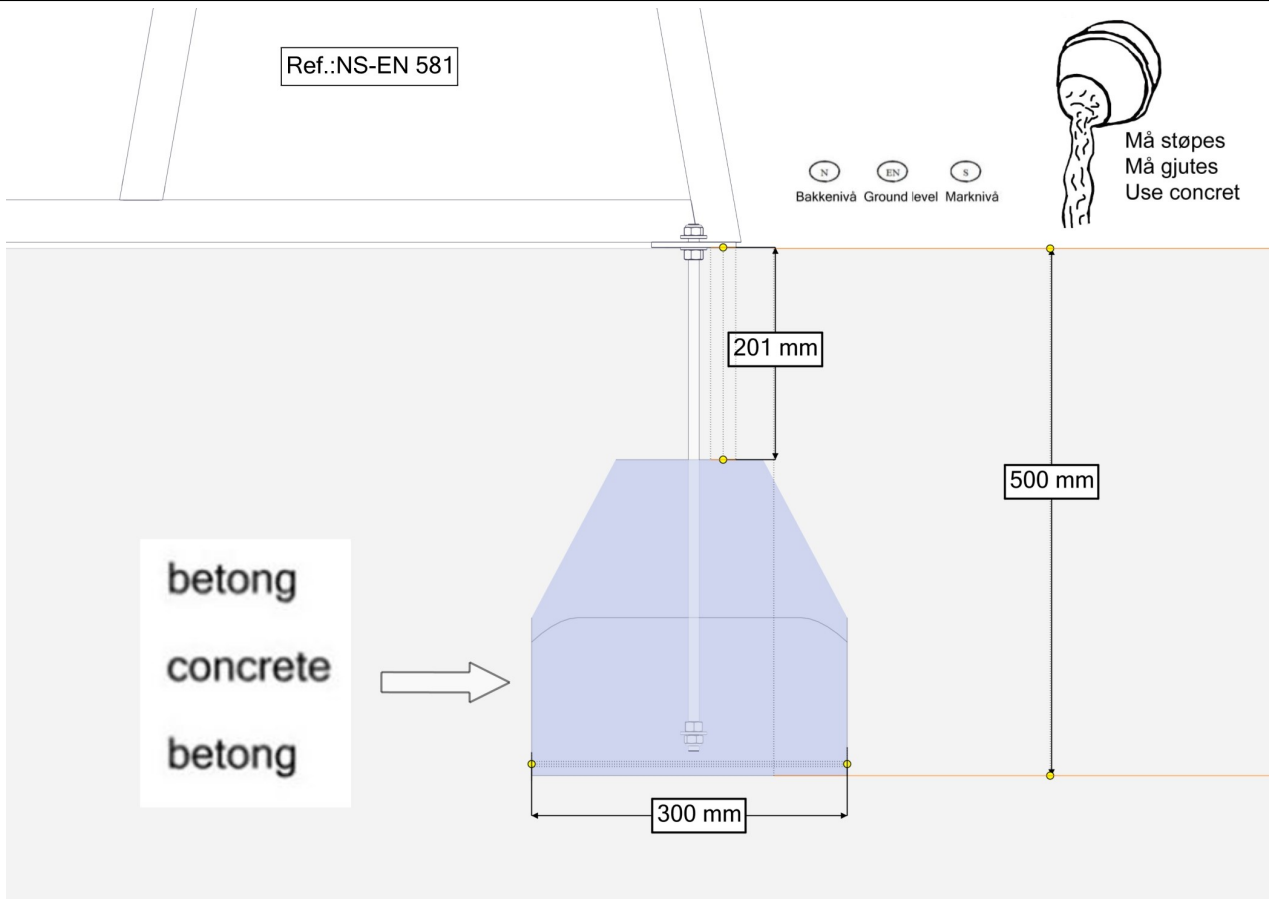 Ref.:NS-EN 581
Må støpes
Må gjutes
Use concret
N EN S
Bakkenivå Ground level Marknivå
201 mm
500 mm
betong
concrete
betong
300 mm